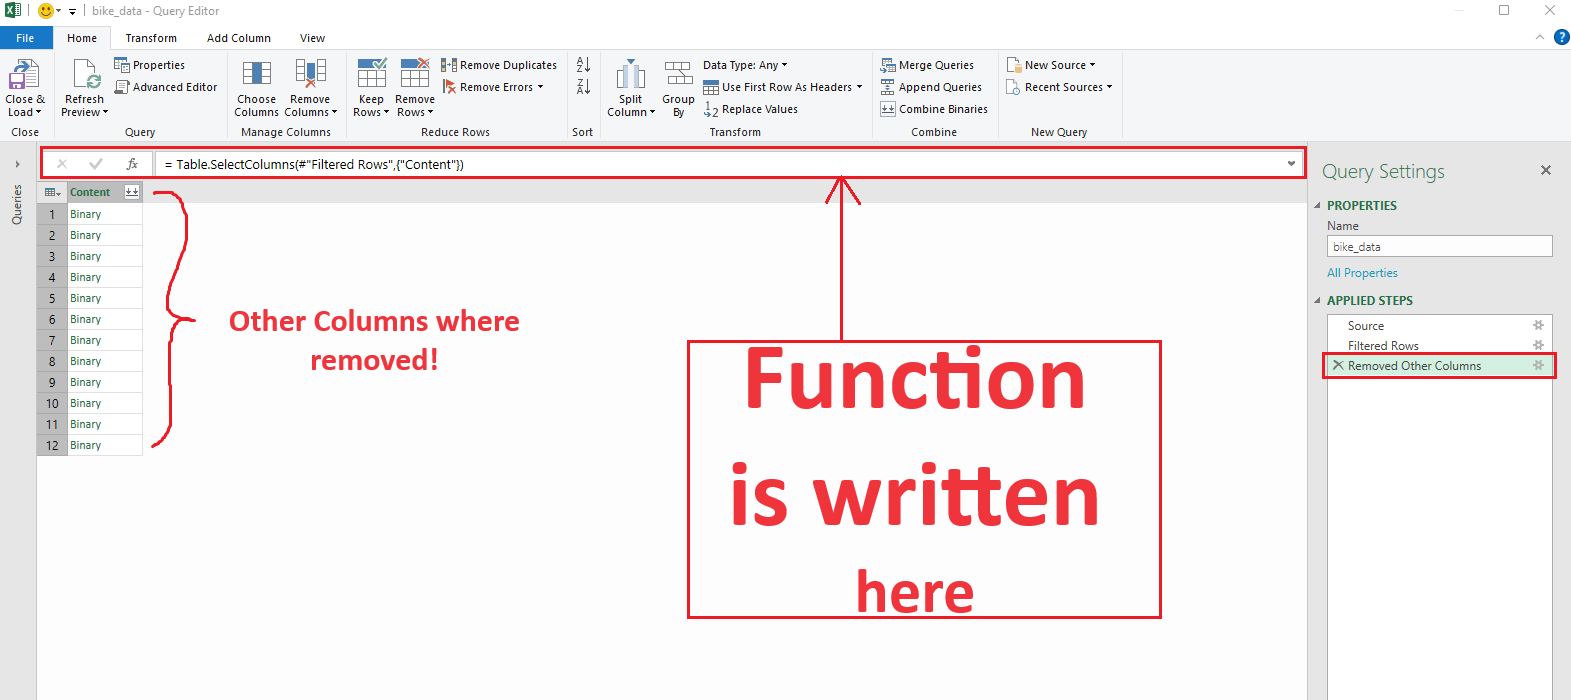 bike_data - Query Editor
File Home Transform Add Column View
Close & Load
Refresh Preview
Properties
Advanced Editor
Choose Columns
Remove Columns
Keep Rows
Remove Rows
Remove Duplicates
Remove Errors
A Z
Z A
Split Column
Group By
Data Type: Any
Use First Row As Headers
1 2 Replace Values
Merge Queries
Append Queries
Combine Binaries
New Source
Recent Sources
Close Query Manage Columns Reduce Rows Sort Transform Combine New Query
fx = Table.SelectColumns(#"Filtered Rows",{"Content"})
Queries
Content
1 Binary
2 Binary
3 Binary
4 Binary
5 Binary
6 Binary
7 Binary
8 Binary
9 Binary
10 Binary
11 Binary
12 Binary
Other Columns where
removed!
Function
is written
here
Query Settings
PROPERTIES
Name
bike_data
All Properties
APPLIED STEPS
Source
Filtered Rows
Removed Other Columns